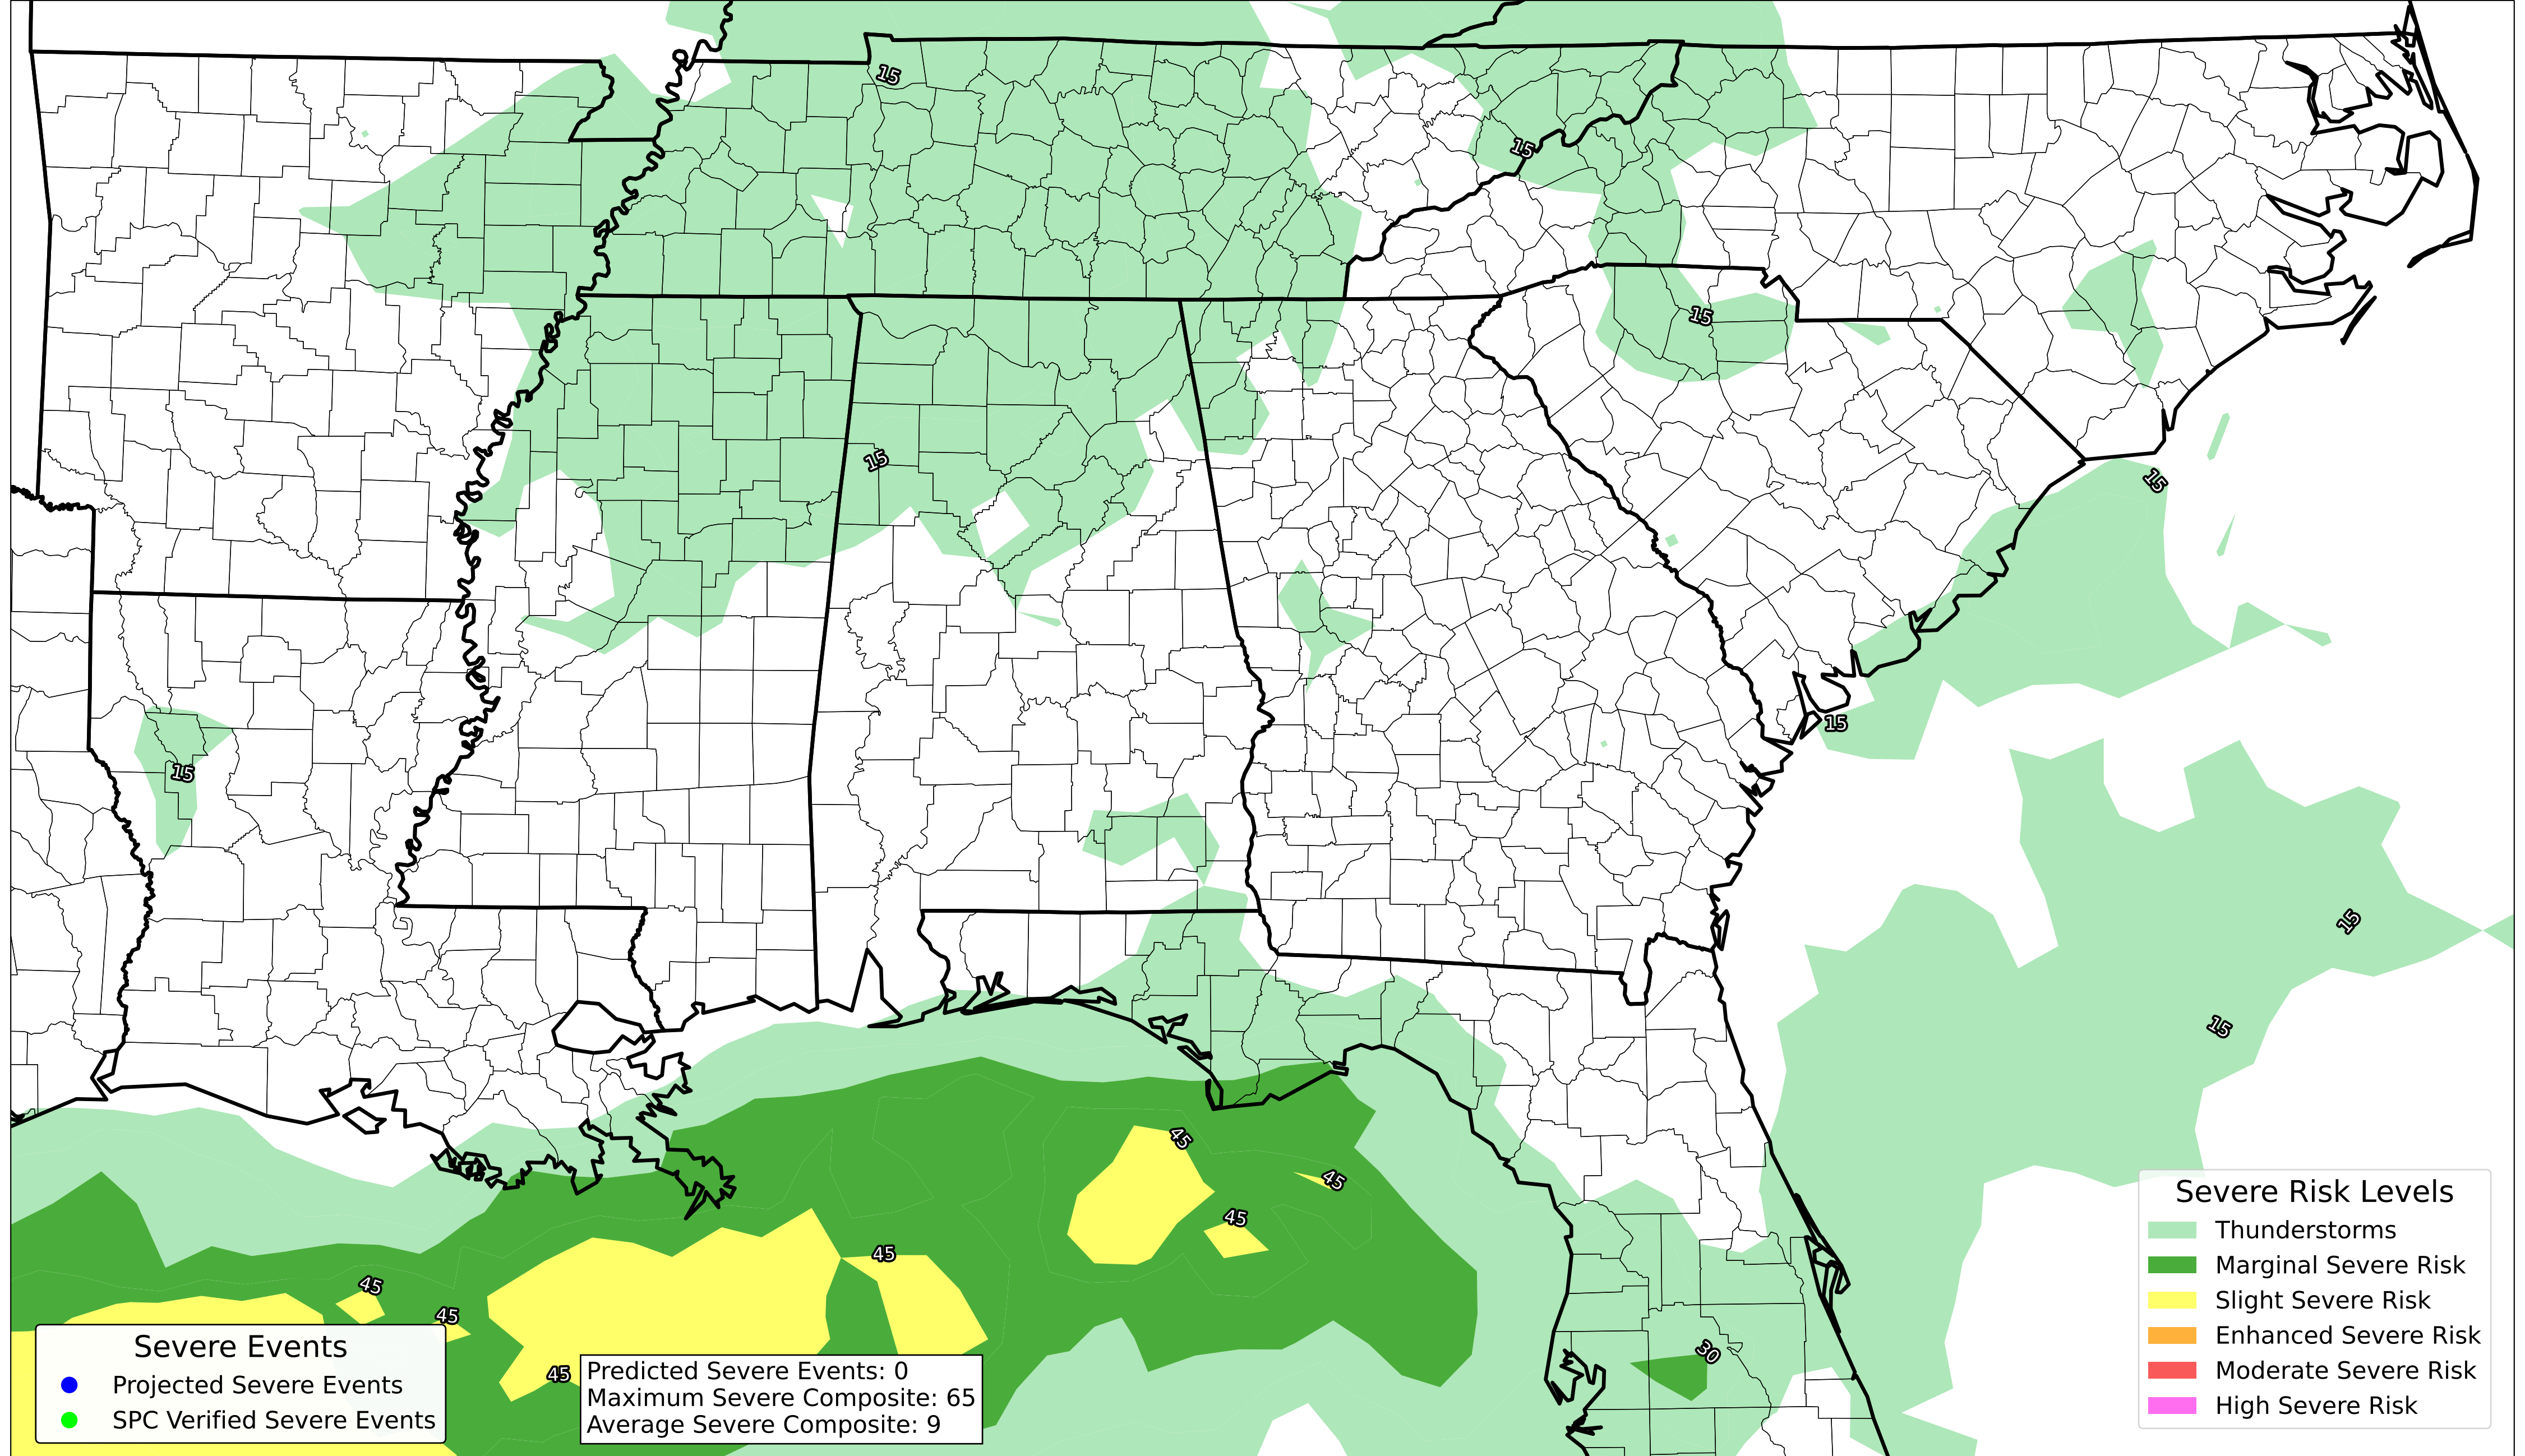 15
15
15
15
15
15
15
15
15
45
45
45
45
45
45
30
45
Severe Risk Levels
Thunderstorms
Marginal Severe Risk
Slight Severe Risk
Enhanced Severe Risk
Moderate Severe Risk
High Severe Risk
Severe Events
Projected Severe Events
SPC Verified Severe Events
Predicted Severe Events: 0
Maximum Severe Composite: 65
Average Severe Composite: 9